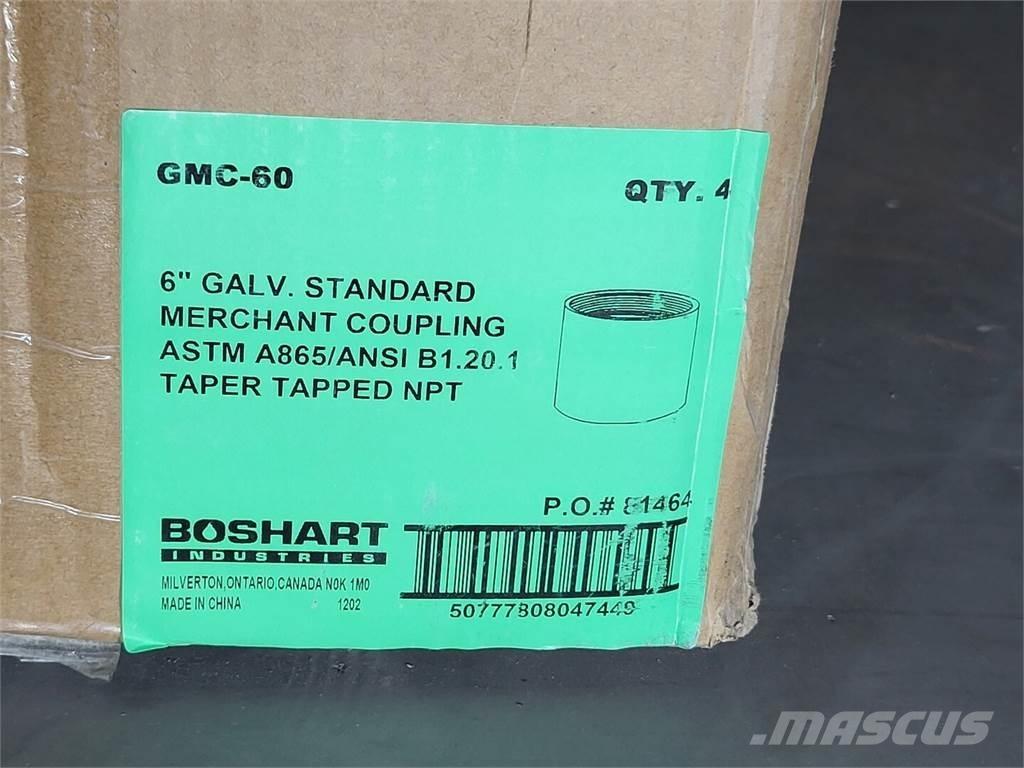 GMC-60
QTY. 4
6" GALV. STANDARD
MERCHANT COUPLING
ASTM A865/ANSI B1.20.1
TAPER TAPPED NPT
P.O.# 81464
BOSHART
INDUSTRIES
MILVERTON, ONTARIO, CANADA N0K 1M0
MADE IN CHINA 1202
50777808047449
.MASCUS